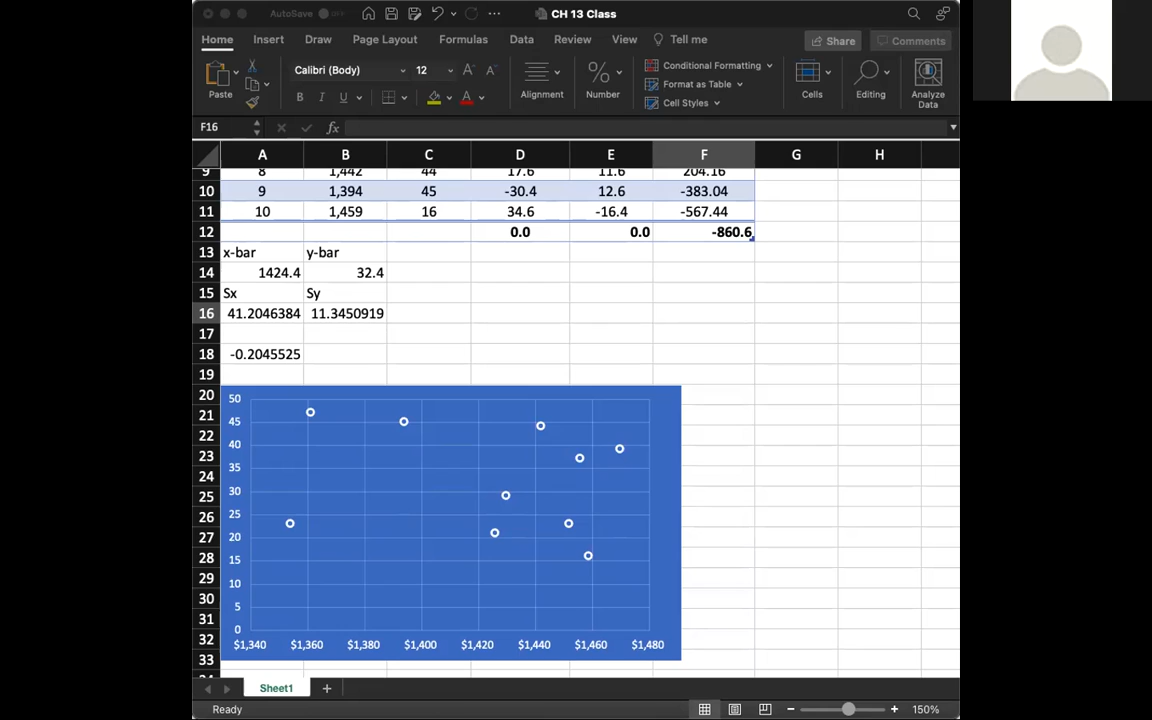 AutoSave
CH 13 Class
Home Insert Draw Page Layout Formulas Data Review View Tell me Share Comments
Paste Calibri (Body) 12 A A Alignment % Number Conditional Formatting Format as Table Cell Styles Cells Editing Analyze Data
B I U A
F16 fx
A B C D E F G H
9 8 1,442 44 17.6 11.6 204.16
10 9 1,394 45 -30.4 12.6 -383.04
11 10 1,459 16 34.6 -16.4 -567.44
12 0.0 0.0 -860.6
13 x-bar y-bar
14 1424.4 32.4
15 Sx Sy
16 41.2046384 11.3450919
17
18 -0.2045525
19
20
21
22
23
24
25
26
27
28
29
30
31
32
33
50
45
40
35
30
25
20
15
10
5
0
$1,340 $1,360 $1,380 $1,400 $1,420 $1,440 $1,460 $1,480
Sheet1 +
Ready 150%